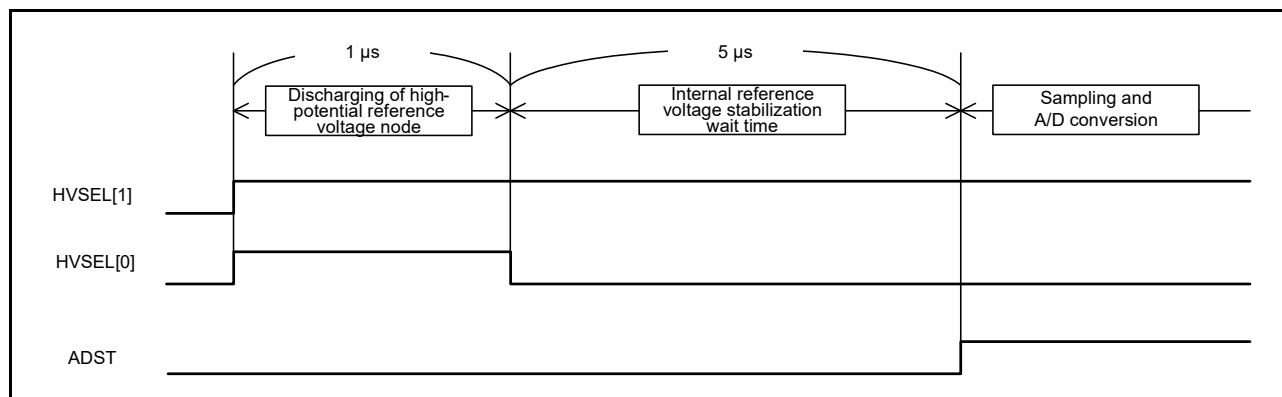 1 µs
5 µs
Discharging of high-
potential reference
voltage node
Internal reference
voltage stabilization
wait time
Sampling and
A/D conversion
HVSEL[1]
HVSEL[0]
ADST